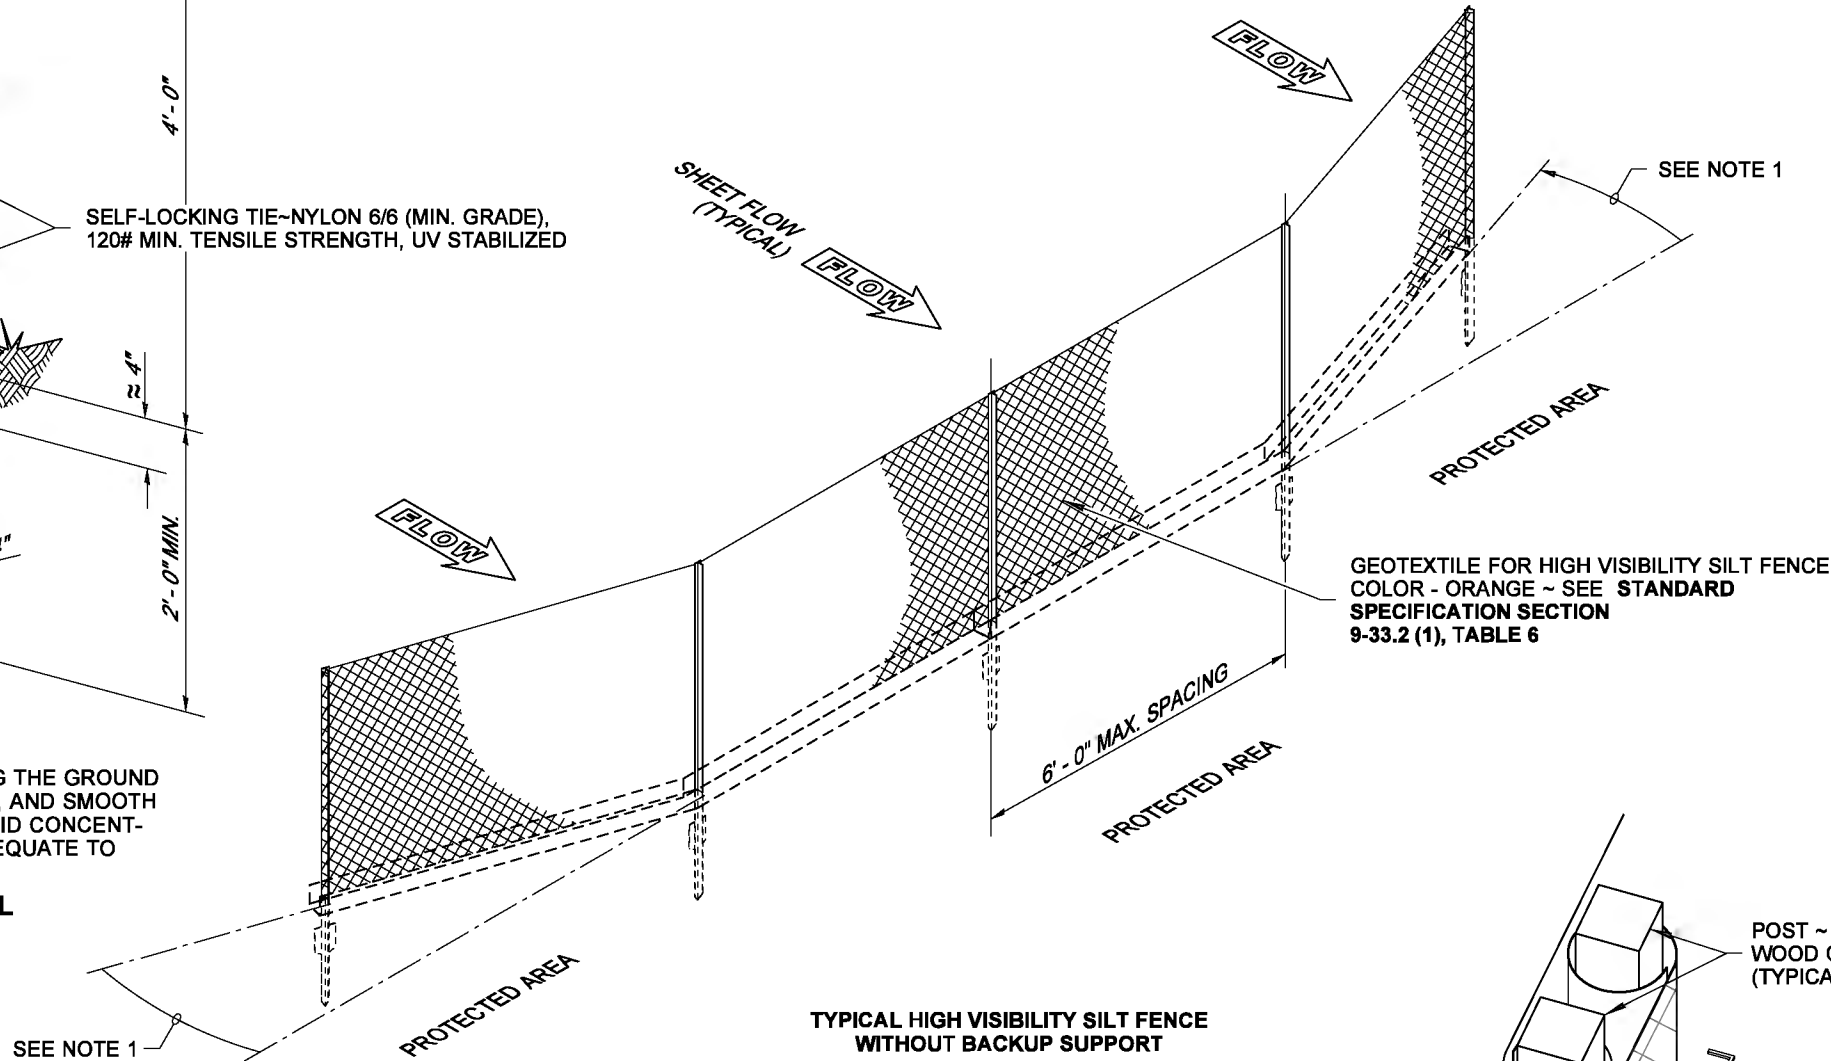 4'- 0"
FLOW
SHEET FLOW
(TYPICAL)
FLOW
SEE NOTE 1
SELF-LOCKING TIE~NYLON 6/6 (MIN. GRADE),
120# MIN. TENSILE STRENGTH, UV STABILIZED
≈ 4"
2'- 0" MIN.
FLOW
PROTECTED AREA
GEOTEXTILE FOR HIGH VISIBILITY SILT FENCE
COLOR - ORANGE ~ SEE STANDARD
SPECIFICATION SECTION
9-33.2 (1), TABLE 6
6' - 0" MAX. SPACING
PROTECTED AREA
THE GROUND
AND SMOOTH
CONCENT-
TO
POST ~
WOOD
PROTECTED AREA
SEE NOTE 1
TYPICAL HIGH VISIBILITY SILT FENCE
WITHOUT BACKUP SUPPORT